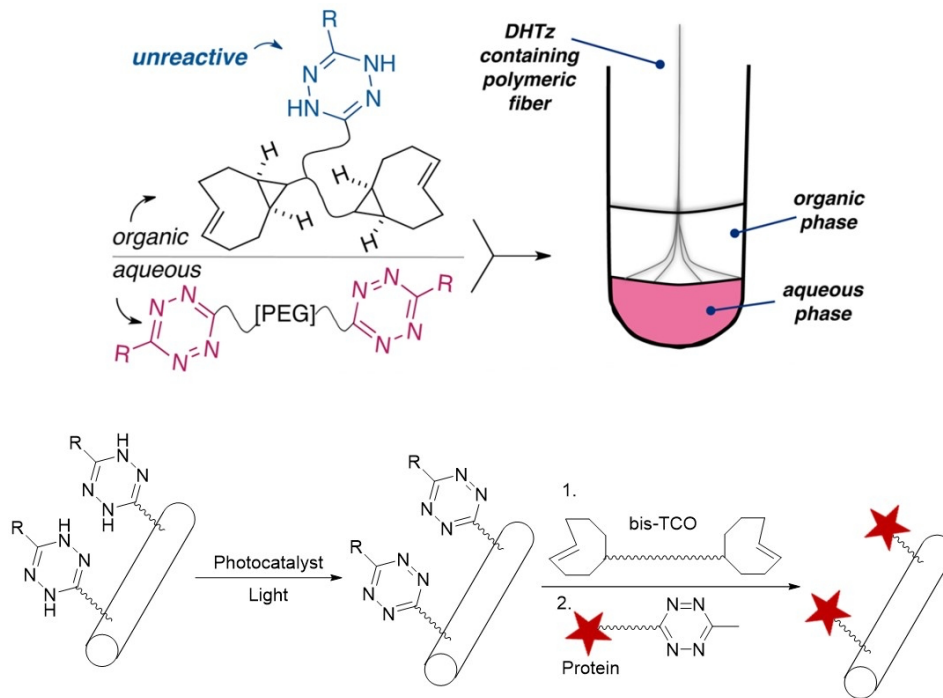 R
unreactive
N
NH
HN
N
H
H
H
H
organic
aqueous
N
N
N
N
R
[PEG]
R
N
N
N
N
DHTz
containing
polymeric
fiber
organic
phase
aqueous
phase
H
R
N
N
N
N
H
H
R
N
N
N
N
H
Photocatalyst
Light
R
N
N
N
N
R
N
N
N
N
1.
bis-TCO
2.
N
N
N
N
Protein